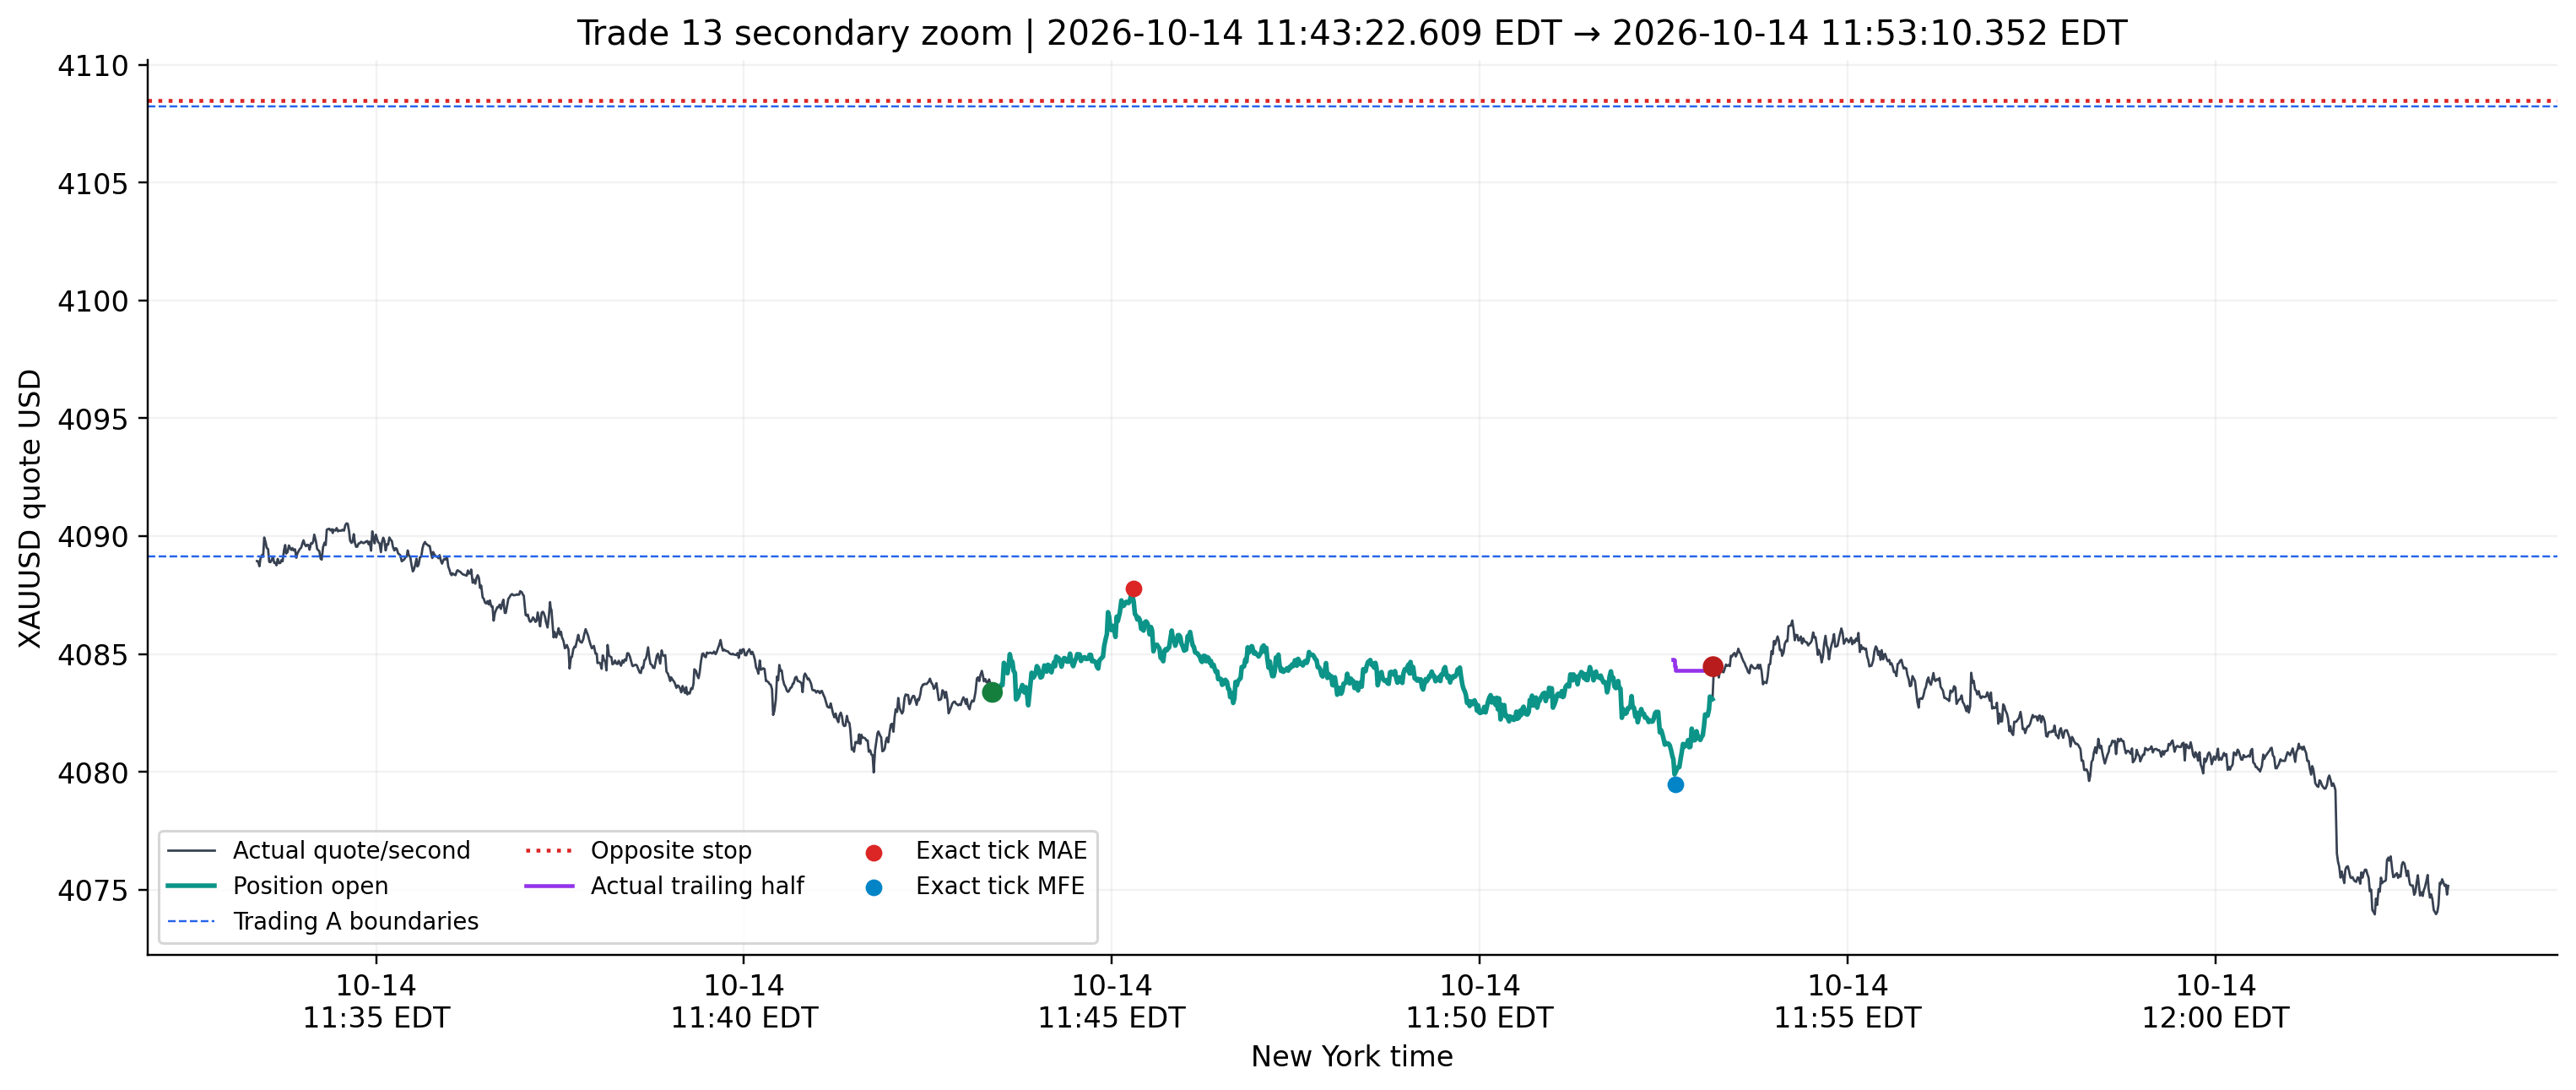 Trade 13 secondary zoom | 2026-10-14 11:43:22.609 EDT → 2026-10-14 11:53:10.352 EDT
XAUUSD quote USD
4110
4105
4100
4095
4090
4085
4080
4075
Actual quote/second
Position open
Trading A boundaries
Opposite stop
Actual trailing half
Exact tick MAE
Exact tick MFE
10-14
11:35 EDT
10-14
11:40 EDT
10-14
11:45 EDT
10-14
11:50 EDT
10-14
11:55 EDT
10-14
12:00 EDT
New York time